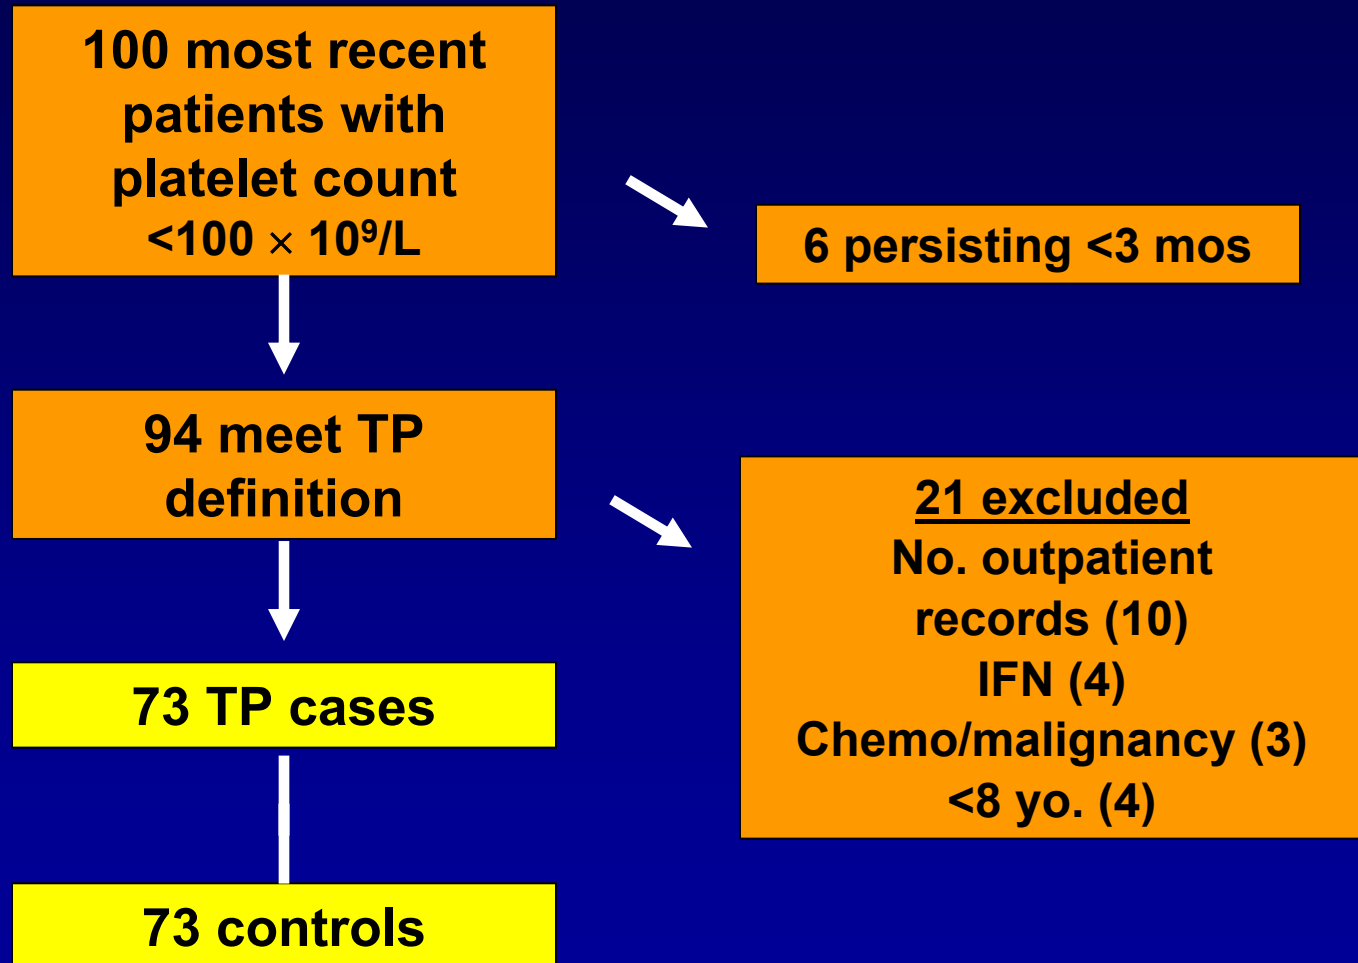 100 most recent
patients with
platelet count
<100 × 10⁹/L
6 persisting <3 mos
94 meet TP
definition
21 excluded
No. outpatient
records (10)
IFN (4)
Chemo/malignancy (3)
<8 yo. (4)
73 TP cases
73 controls